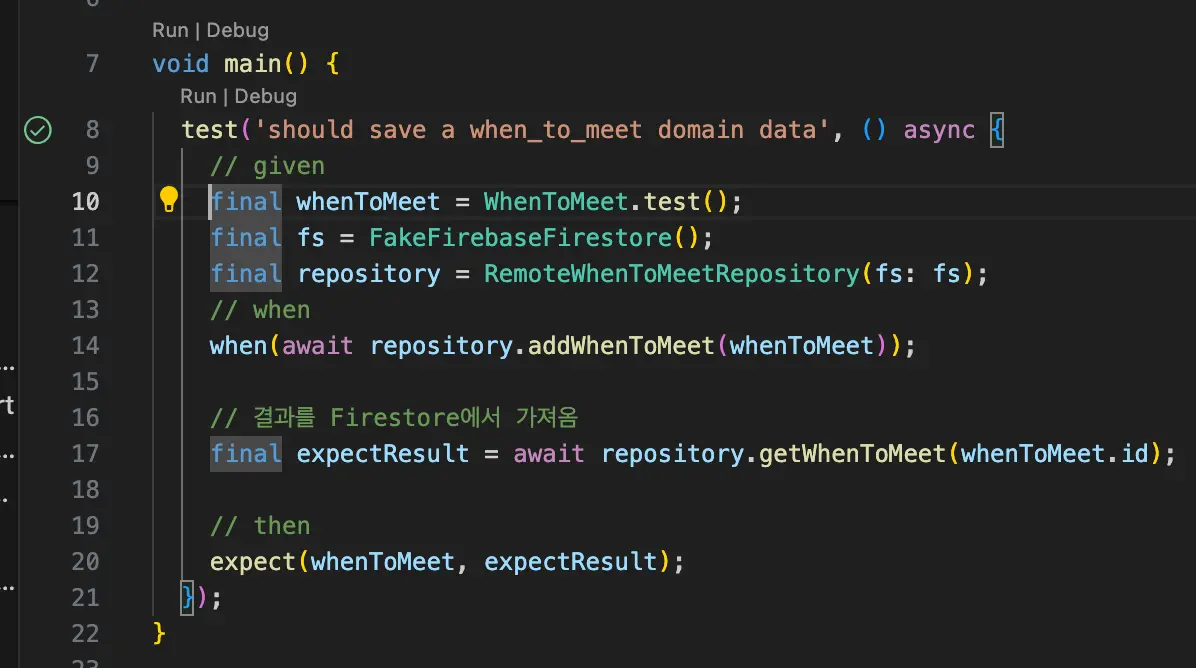 6
Run | Debug
7 void main() {
Run | Debug
8 test('should save a when_to_meet domain data', () async {
9 // given
10 final whenToMeet = WhenToMeet.test();
11 final fs = FakeFirebaseFirestore();
12 final repository = RemoteWhenToMeetRepository(fs: fs);
13 // when
14 when(await repository.addWhenToMeet(whenToMeet));
...
15
rt
16 // 결과를 Firestore에서 가져옴
...
17 final expectResult = await repository.getWhenToMeet(whenToMeet.id);
18
19 // then
20 expect(whenToMeet, expectResult);
...
21 });
22 }
23